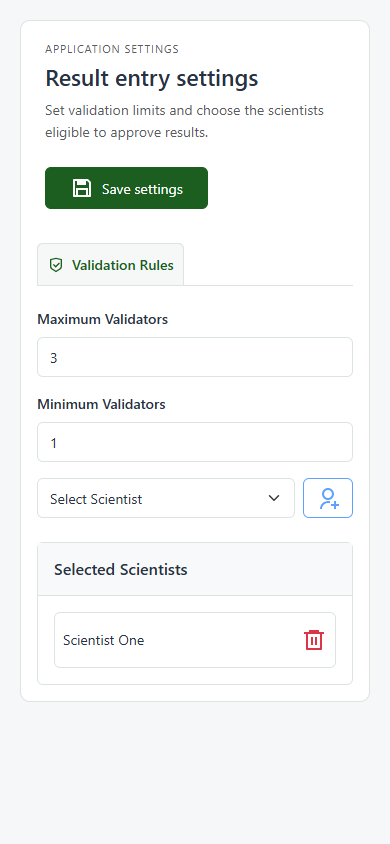 APPLICATION SETTINGS
Result entry settings
Set validation limits and choose the scientists
eligible to approve results.
Save settings
Validation Rules
Maximum Validators
3
Minimum Validators
1
Select Scientist
Selected Scientists
Scientist One